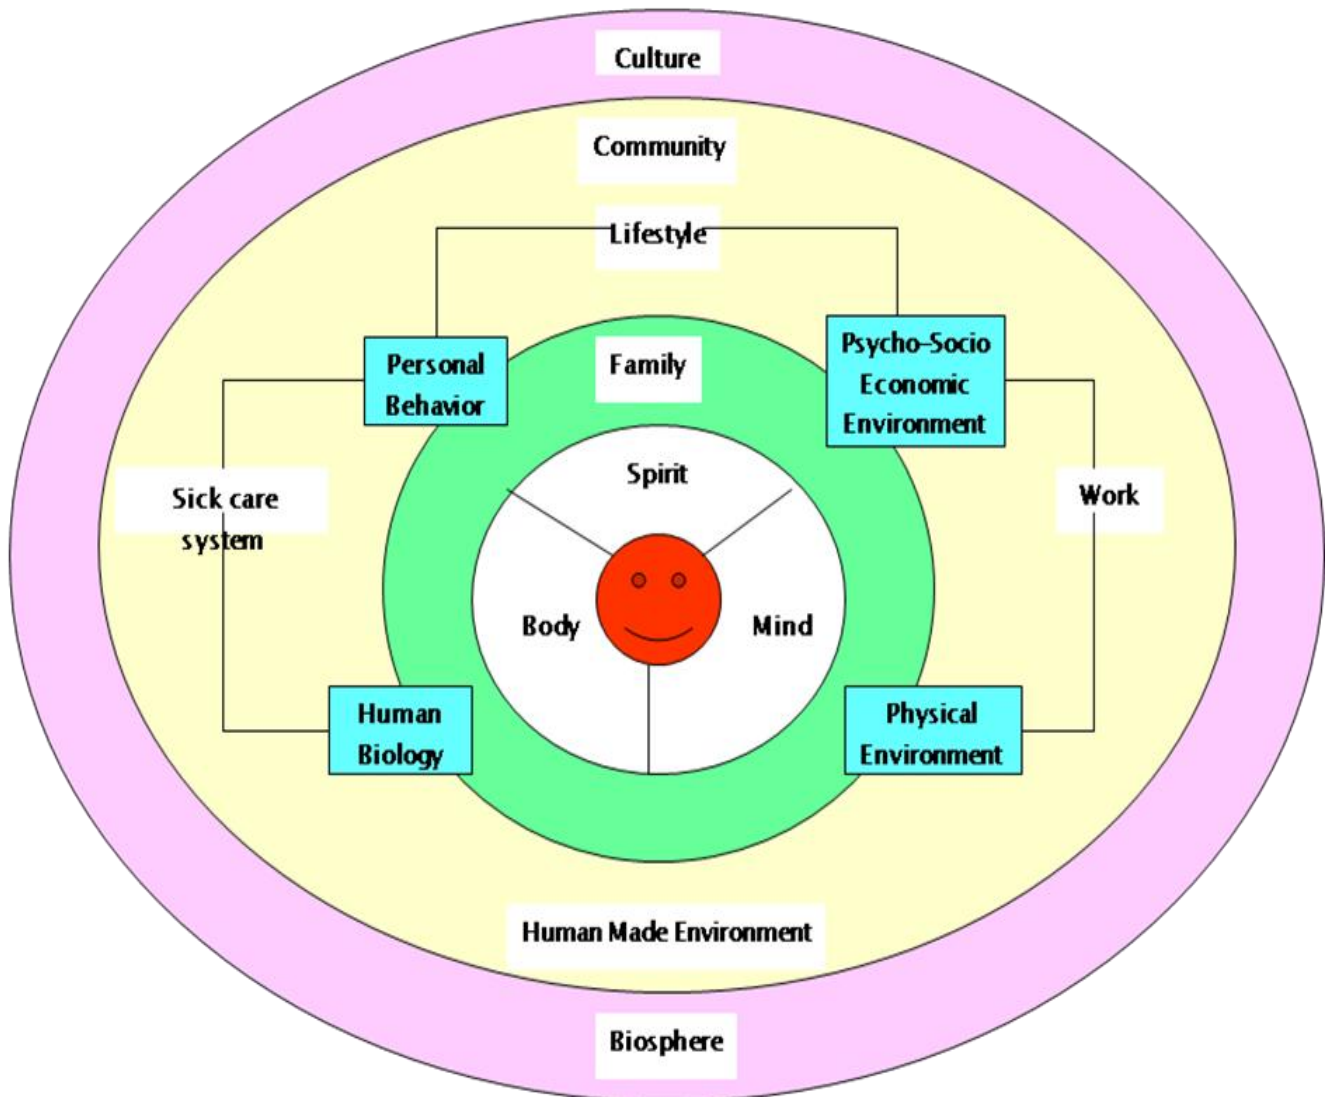 Culture
Community
Lifestyle
Personal
Behavior
Family
Psycho-Socio
Economic
Environment
Spirit
Sick care
system
Work
Body
Mind
Human
Biology
Physical
Environment
Human Made Environment
Biosphere